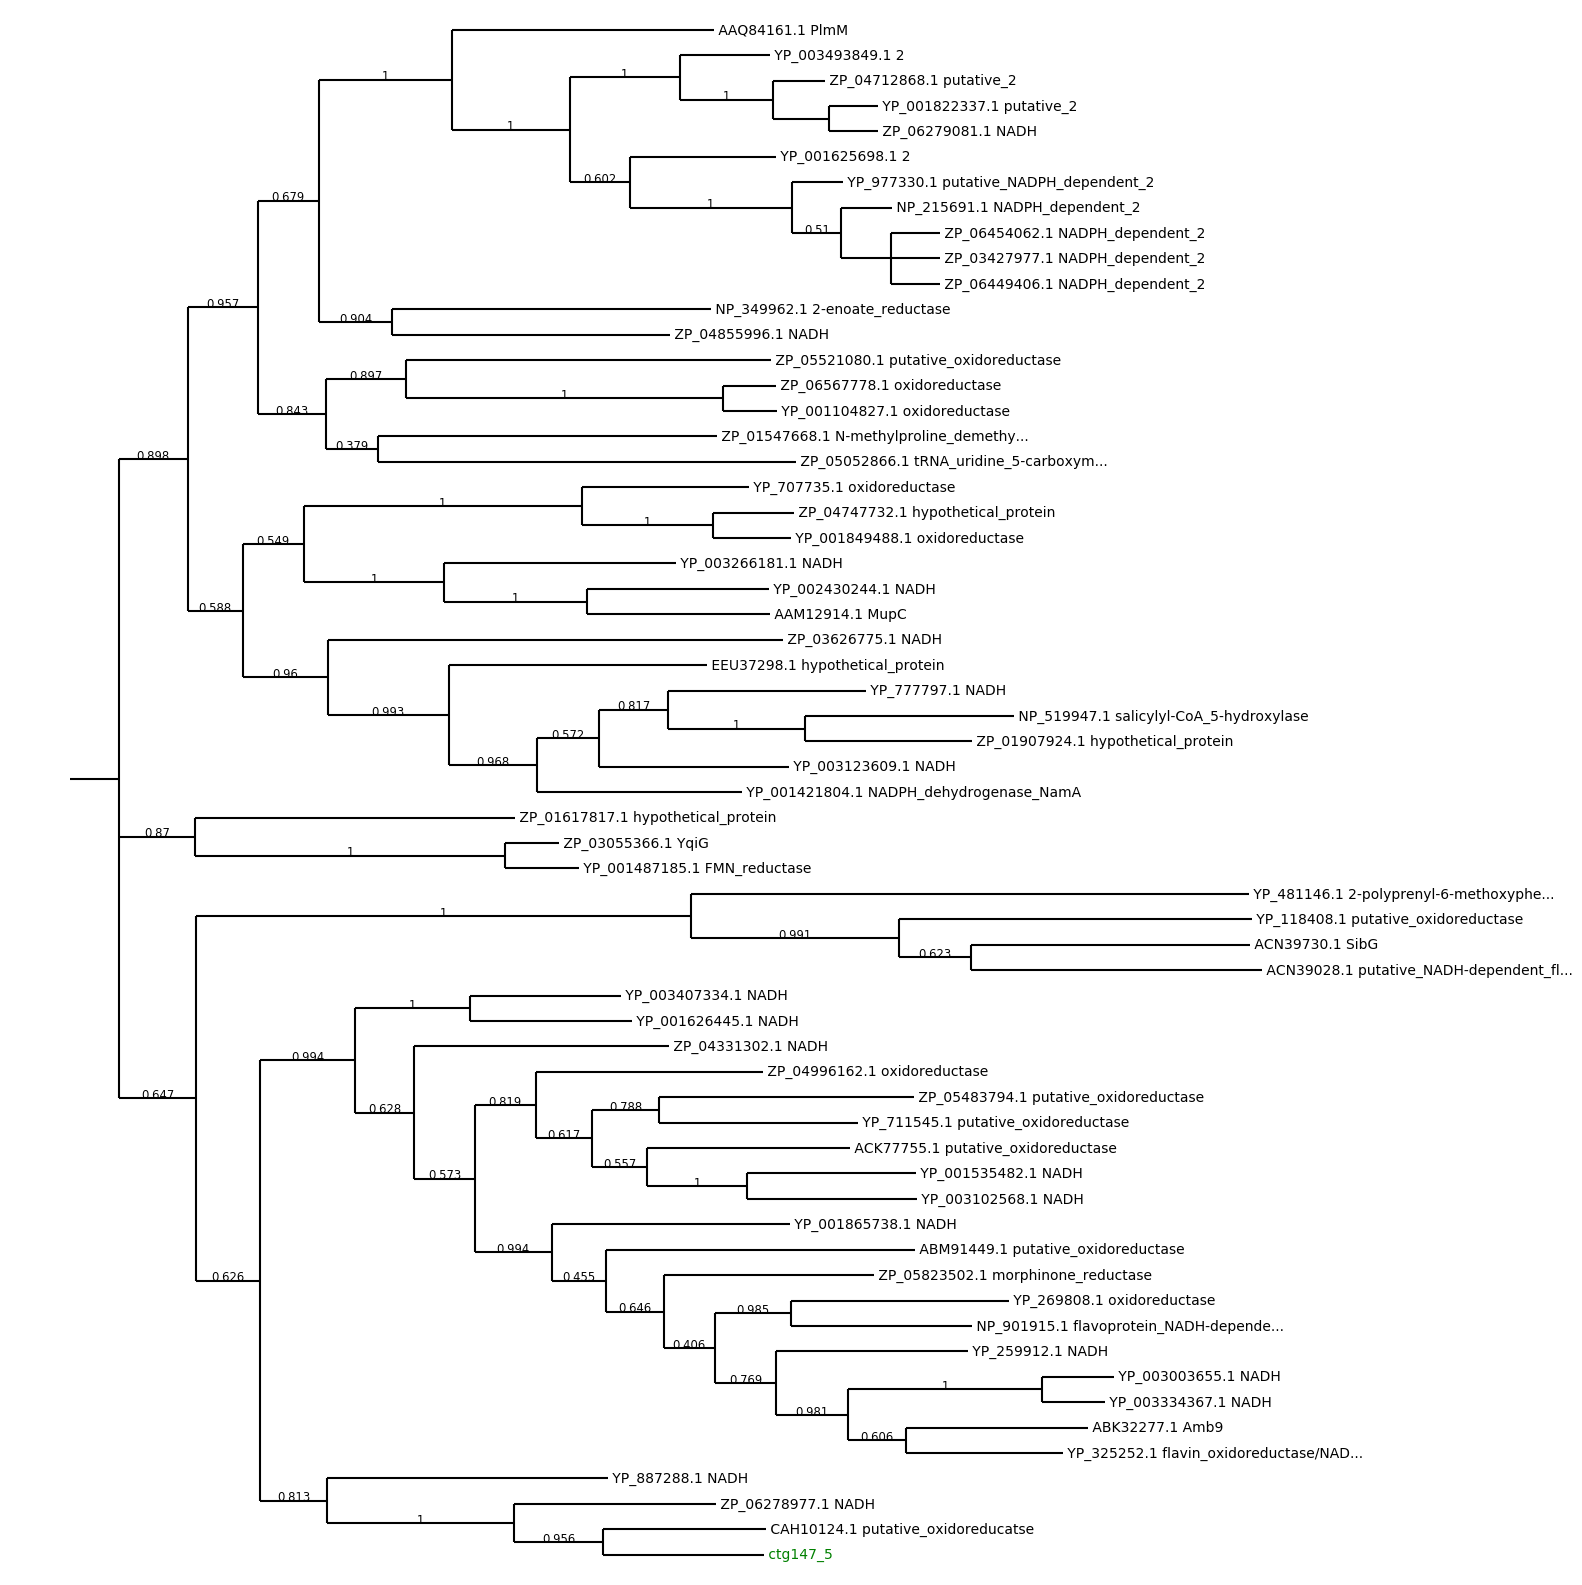 AAQ84161.1 PlmM
YP_003493849.1 2
1
1
ZP_04712868.1 putative_2
1
YP_001822337.1 putative_2
1
ZP_06279081.1 NADH
YP_001625698.1 2
0.602
YP_977330.1 putative_NADPH_dependent_2
0.679
1
NP_215691.1 NADPH_dependent_2
0.51
ZP_06454062.1 NADPH_dependent_2
ZP_03427977.1 NADPH_dependent_2
ZP_06449406.1 NADPH_dependent_2
0.957
NP_349962.1 2-enoate_reductase
0.904
ZP_04855996.1 NADH
ZP_05521080.1 putative_oxidoreductase
0.897
ZP_06567778.1 oxidoreductase
1
0.843
YP_001104827.1 oxidoreductase
ZP_01547668.1 N-methylproline_demethy...
0.379
0.898
ZP_05052866.1 tRNA_uridine_5-carboxym...
YP_707735.1 oxidoreductase
1
ZP_04747732.1 hypothetical_protein
1
0.549
YP_001849488.1 oxidoreductase
YP_003266181.1 NADH
1
YP_002430244.1 NADH
1
0.588
AAM12914.1 MupC
ZP_03626775.1 NADH
0.96
EEU37298.1 hypothetical_protein
YP_777797.1 NADH
0.817
0.993
NP_519947.1 salicylyl-CoA_5-hydroxylase
1
0.572
ZP_01907924.1 hypothetical_protein
0.968
YP_003123609.1 NADH
YP_001421804.1 NADPH_dehydrogenase_NamA
ZP_01617817.1 hypothetical_protein
0.87
ZP_03055366.1 YqiG
1
YP_001487185.1 FMN_reductase
YP_481146.1 2-polyprenyl-6-methoxyphe...
1
YP_118408.1 putative_oxidoreductase
0.991
ACN39730.1 SibG
0.623
ACN39028.1 putative_NADH-dependent_fl...
YP_003407334.1 NADH
1
YP_001626445.1 NADH
ZP_04331302.1 NADH
0.994
ZP_04996162.1 oxidoreductase
0.647
ZP_05483794.1 putative_oxidoreductase
0.819
0.788
0.628
YP_711545.1 putative_oxidoreductase
0.617
ACK77755.1 putative_oxidoreductase
0.557
YP_001535482.1 NADH
0.573
1
YP_003102568.1 NADH
YP_001865738.1 NADH
0.994
ABM91449.1 putative_oxidoreductase
0.626
0.455
ZP_05823502.1 morphinone_reductase
YP_269808.1 oxidoreductase
0.646
0.985
NP_901915.1 flavoprotein_NADH-depende...
0.406
YP_259912.1 NADH
0.769
YP_003003655.1 NADH
1
YP_003334367.1 NADH
0.981
ABK32277.1 Amb9
0.606
YP_325252.1 flavin_oxidoreductase/NAD...
YP_887288.1 NADH
0.813
ZP_06278977.1 NADH
1
CAH10124.1 putative_oxidoreducatse
0.956
ctg147_5